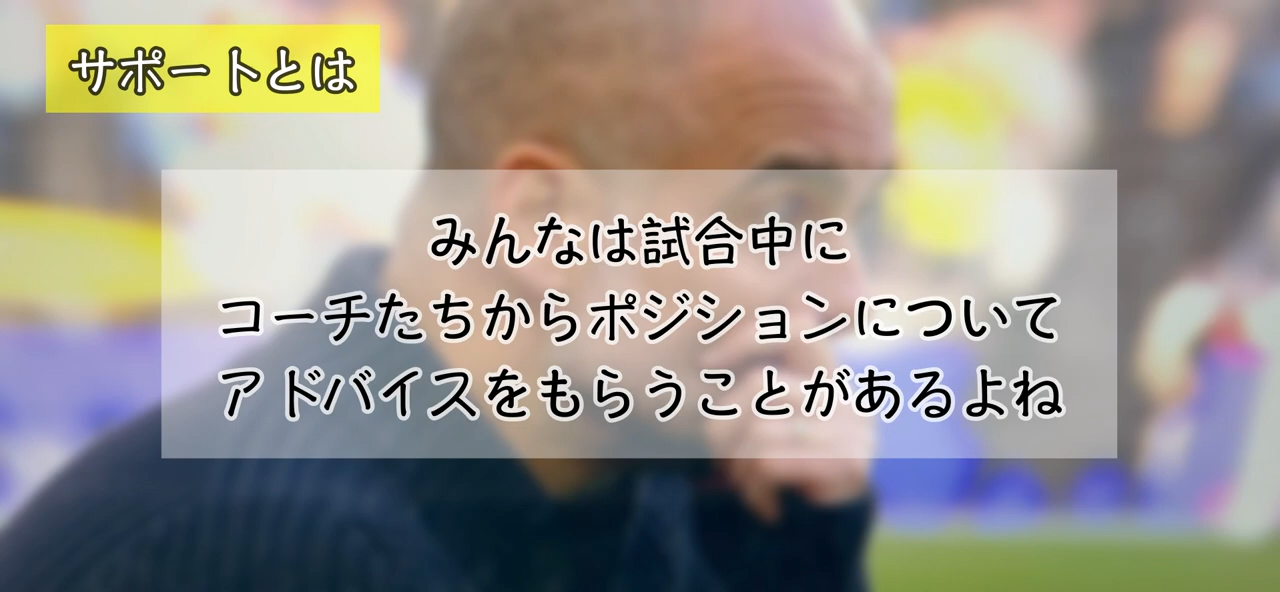 サポートとは
みんなは試合中に
コーチたちからポジションについて
アドバイスをもらうことがあるよね